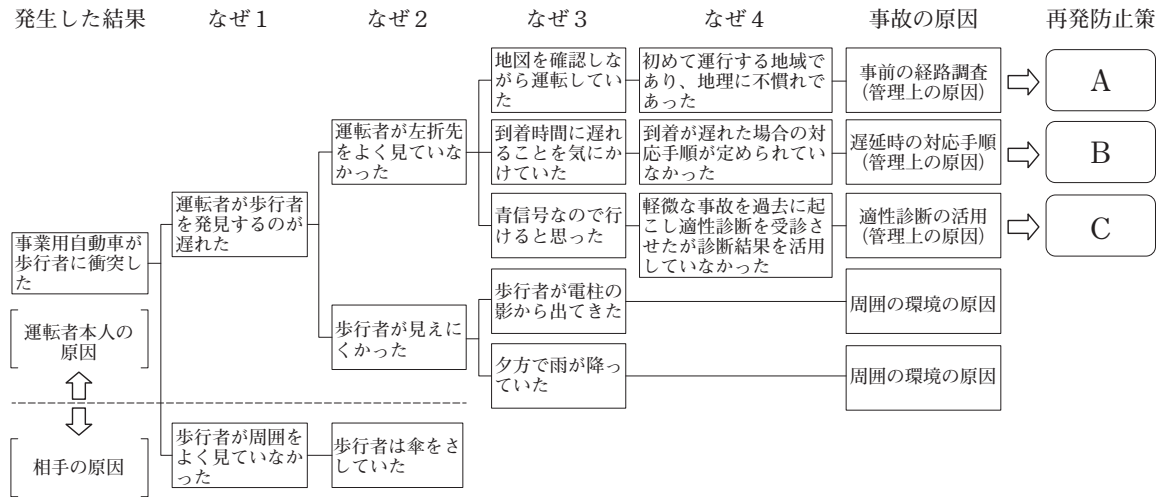 発生した結果
なぜ１
なぜ２
なぜ３
なぜ４
事故の原因
再発防止策
事業用自動車が
歩行者に衝突し
た
運転者が歩行者
を発見するのが
遅れた
運転者が左折先
をよく見ていな
かった
地図を確認しな
がら運転してい
た
初めて運行する地域で
あり、地理に不慣れで
あった
事前の経路調査
(管理上の原因)
A
到着時間に遅れ
ることを気にか
けていた
到着が遅れた場合の対
応手順が定められてい
なかった
遅延時の対応手順
(管理上の原因)
B
青信号なので行
けると思った
軽微な事故を過去に起
こし適性診断を受診さ
せたが診断結果を活用
していなかった
適性診断の活用
(管理上の原因)
C
歩行者が見えに
くかった
歩行者が電柱の
影から出てきた
周囲の環境の原因
夕方で雨が降っ
ていた
周囲の環境の原因
運転者本人の
原因
相手の原因
歩行者が周囲を
よく見ていなか
った
歩行者は傘をさ
していた